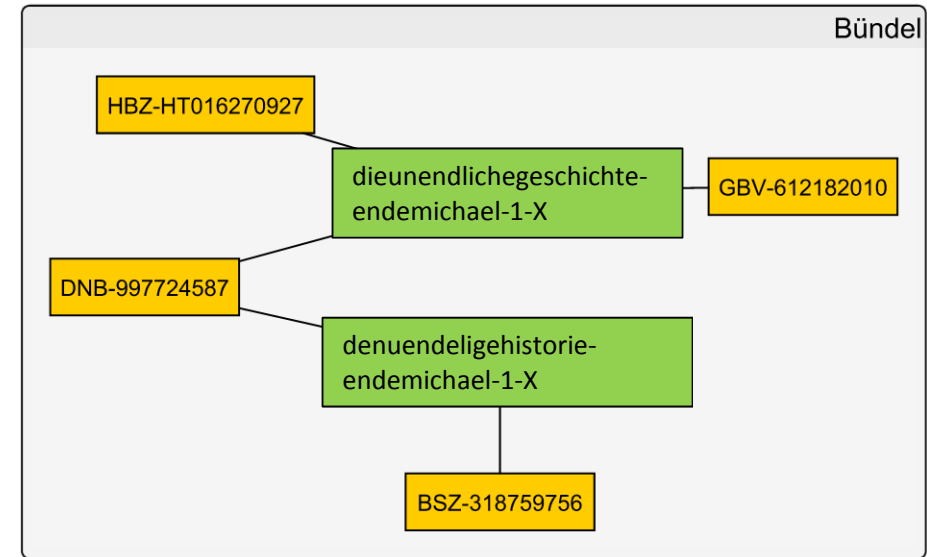 Bündel
HBZ-HT016270927
dieunendlichegeschichte-
endemichael-1-X
GBV-612182010
DNB-997724587
denuendeligehistorie-
endemichael-1-X
BSZ-318759756